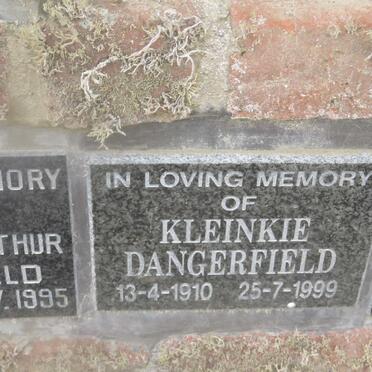 MORY
THUR
LD
1995
IN LOVING MEMORY
OF
KLEINKIE
DANGERFIELD
13-4-1910 25-7-1999